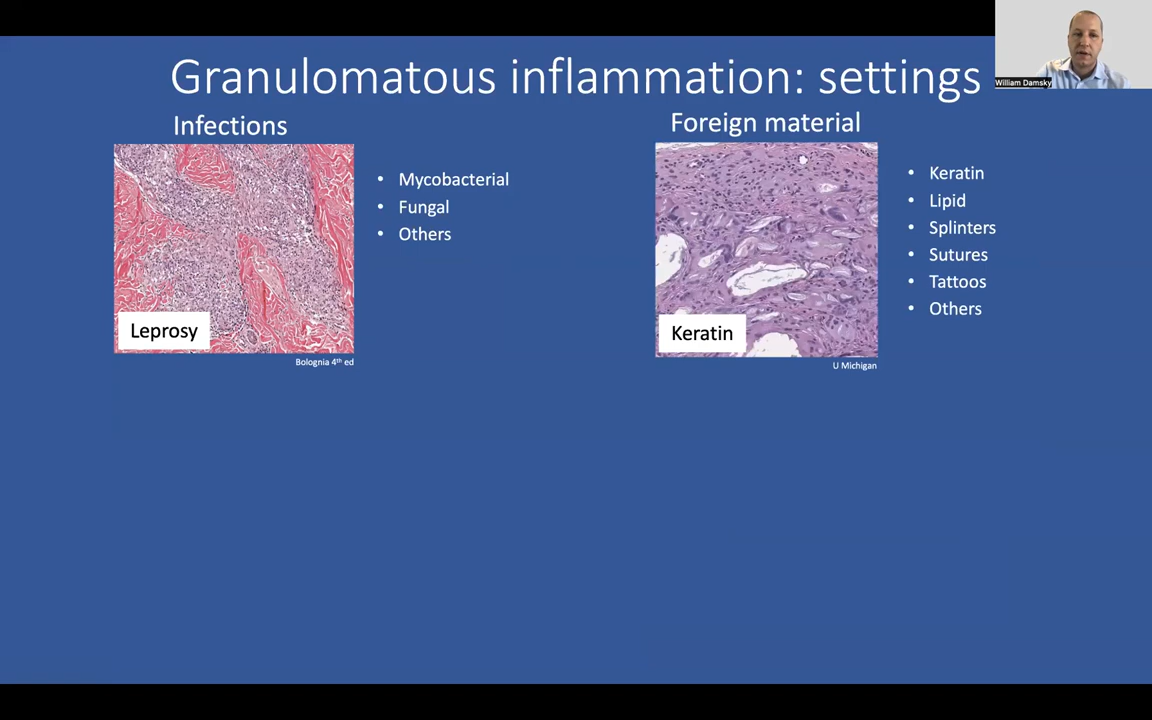 Granulomatous inflammation: settings
William Damsky
Infections
Mycobacterial
Fungal
Others
Leprosy
Bolognia 4th ed
Foreign material
Keratin
Lipid
Splinters
Sutures
Tattoos
Others
Keratin
U Michigan